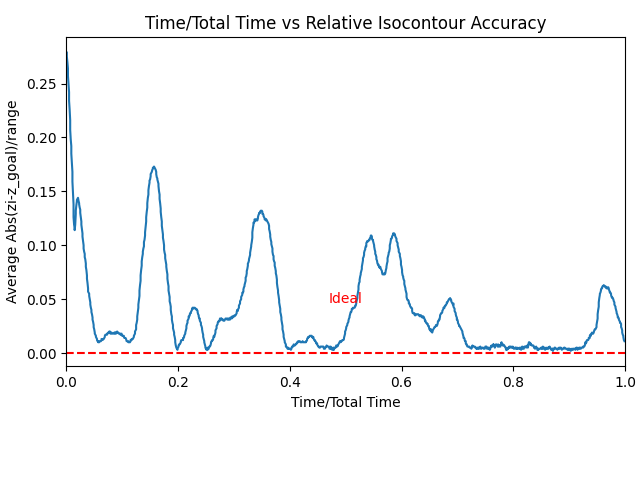 Time/Total Time vs Relative Isocontour Accuracy
Average Abs(zi-z_goal)/range
0.25
0.20
0.15
0.10
0.05
0.00
Ideal
0.0 0.2 0.4 0.6 0.8 1.0
Time/Total Time